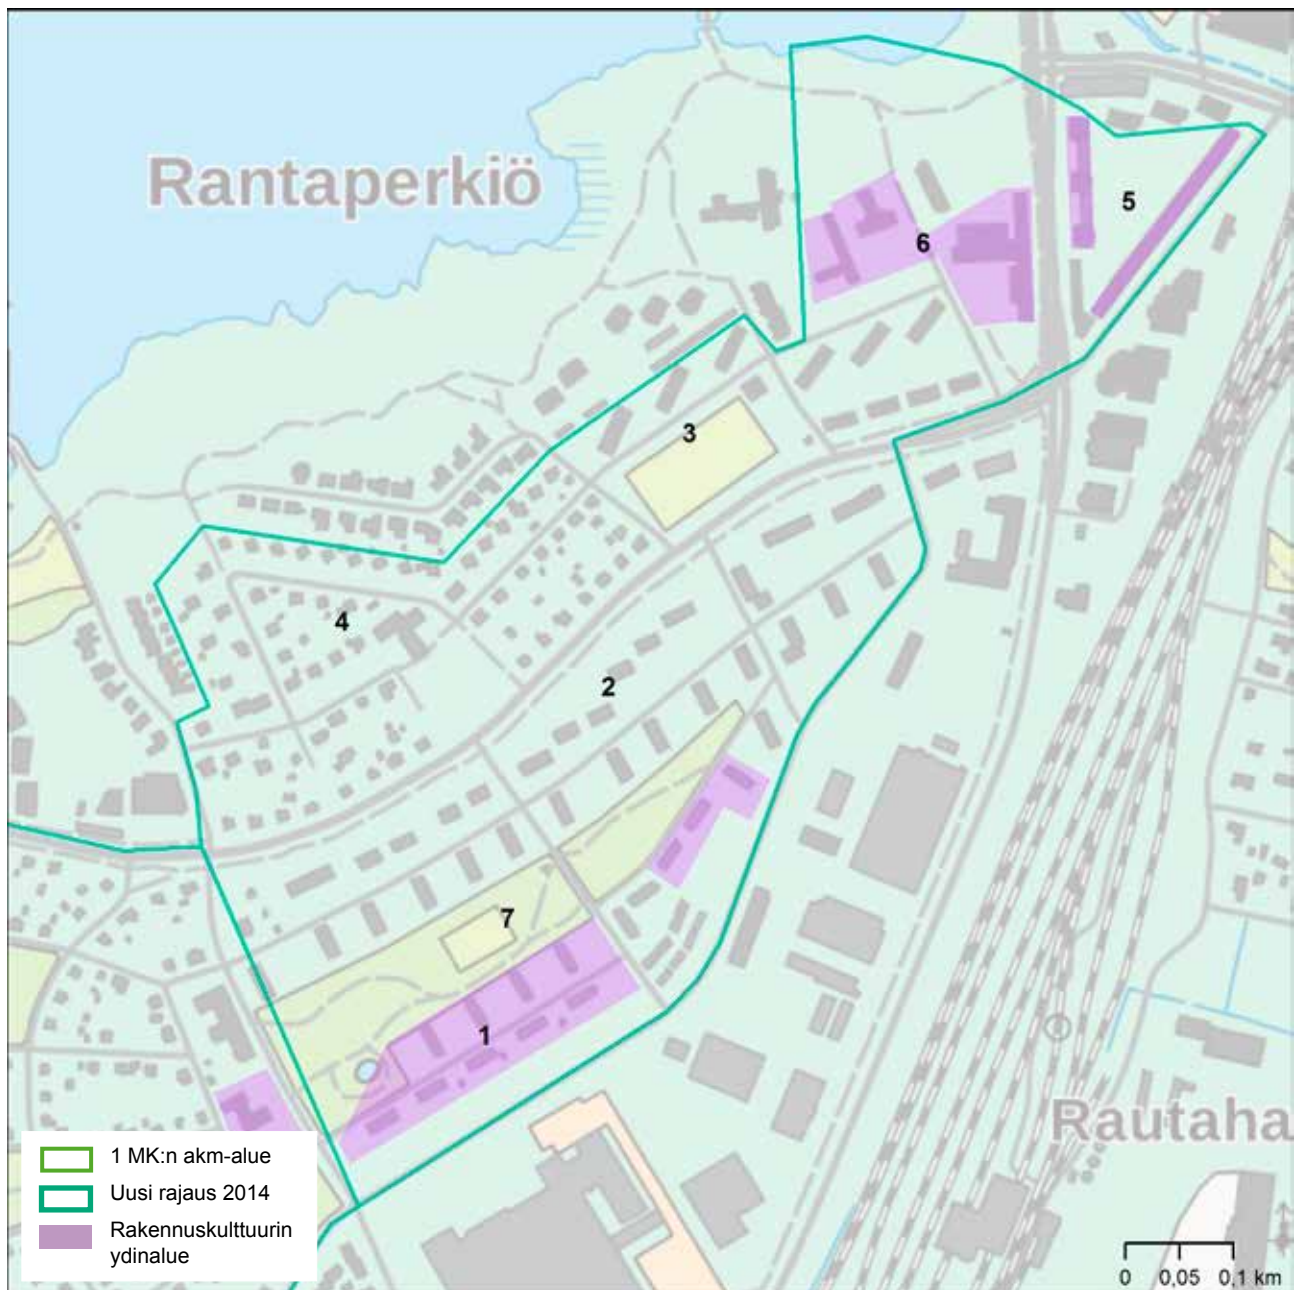 Rantaperkiö
5
6
3
4
2
7
1
Rautaha
1 MK:n akm-alue
Uusi rajaus 2014
Rakennuskulttuurin
ydinalue
0 0,05 0,1 km